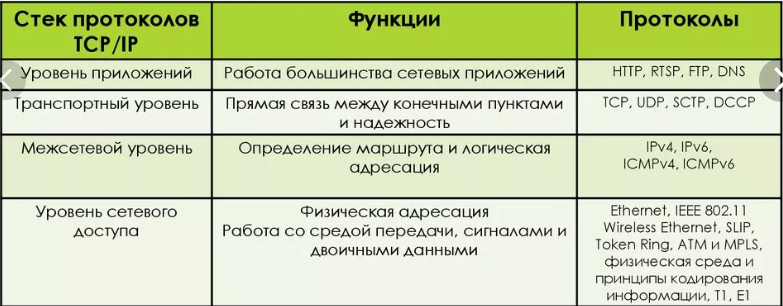 Стек протоколов
TCP/IP
Функции
Протоколы
Уровень приложений
Работа большинства сетевых приложений
HTTP, RTSP, FTP, DNS
Транспортный уровень
Прямая связь между конечными пунктами
и надежность
TCP, UDP, SCTP, DCCP
Межсетевой уровень
Определение маршрута и логическая
адресация
IPv4, IPv6,
ICMPv4, ICMPv6
Уровень сетевого
доступа
Физическая адресация
Работа со средой передачи, сигналами и
двоичными данными
Ethernet, IEEE 802.11
Wireless Ethernet, SLIP,
Token Ring, ATM и MPLS,
физическая среда и
принципы кодирования
информации, T1, E1